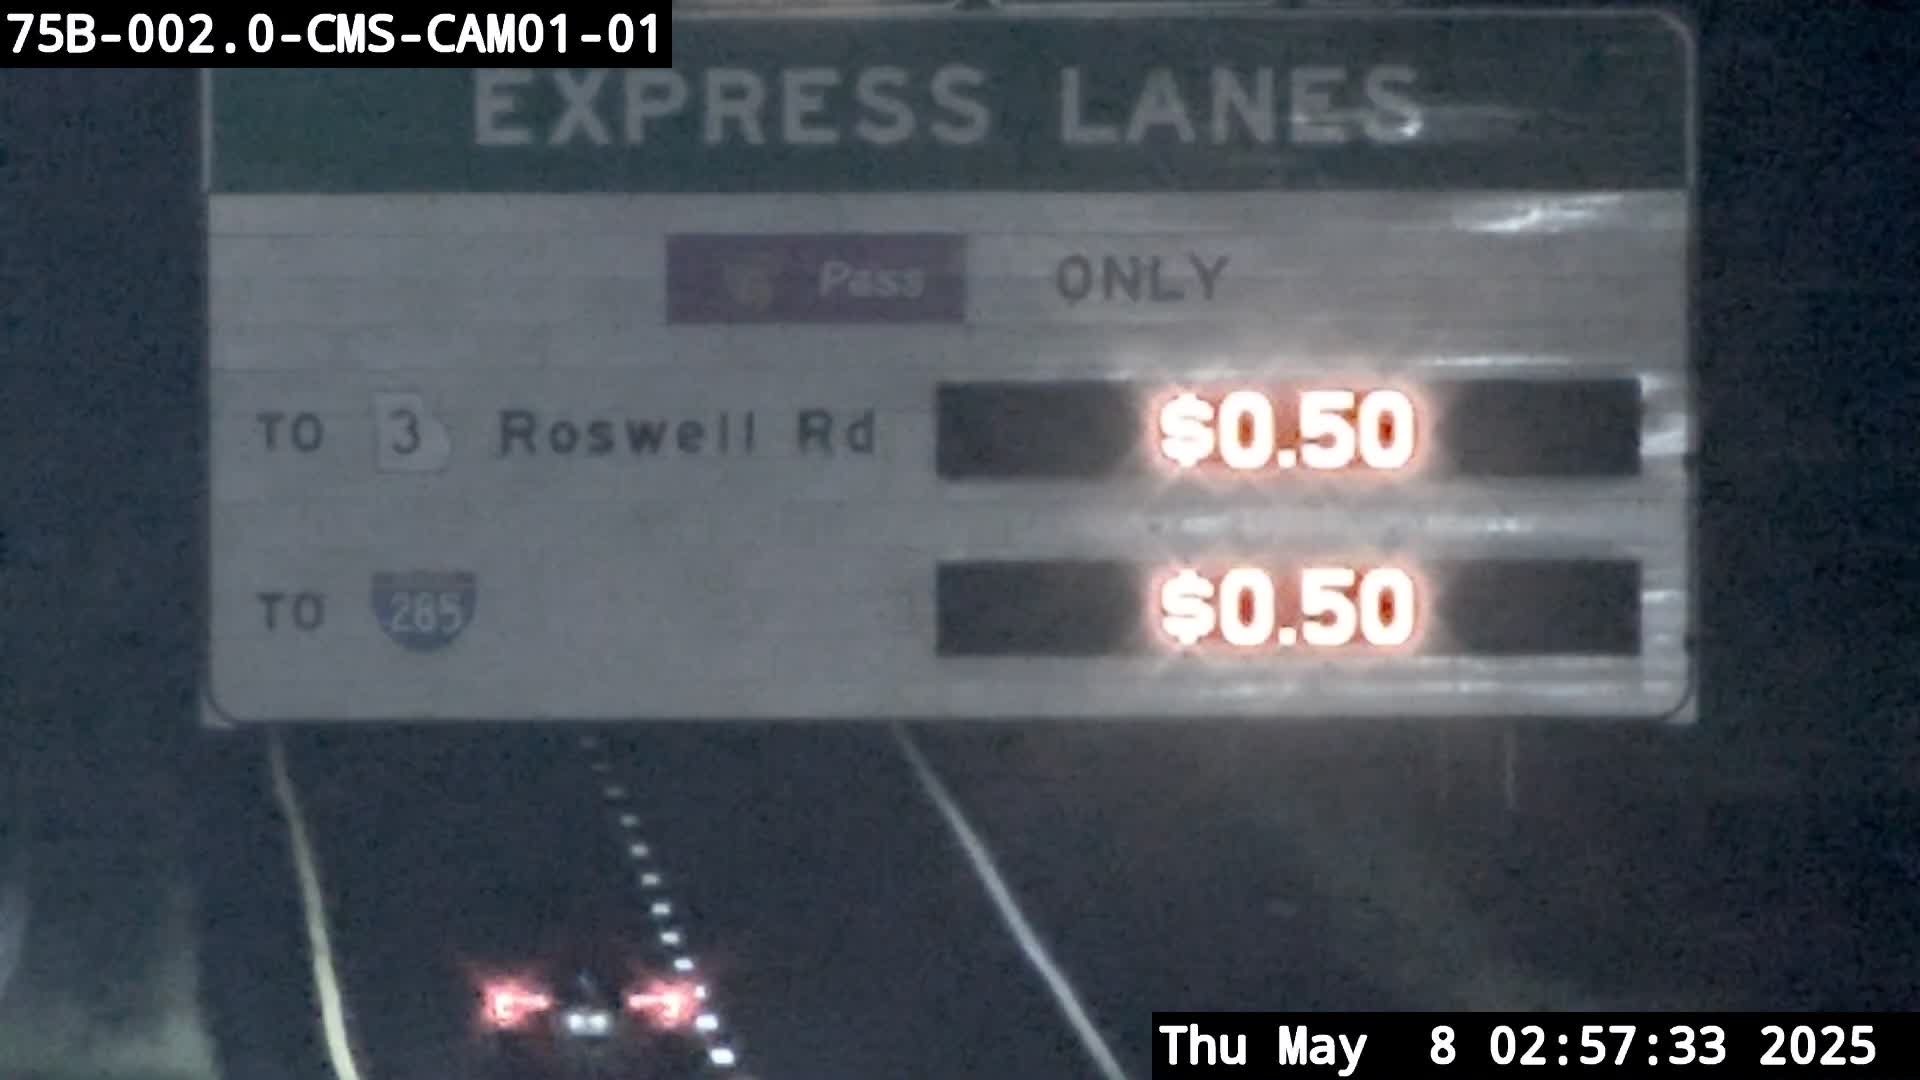 75B-002.0-CMS-CAM01-01
EXPRESS LANES
Pass ONLY
TO 3 Roswell Rd $0.50
TO 285 $0.50
Thu May 8 02:57:33 2025